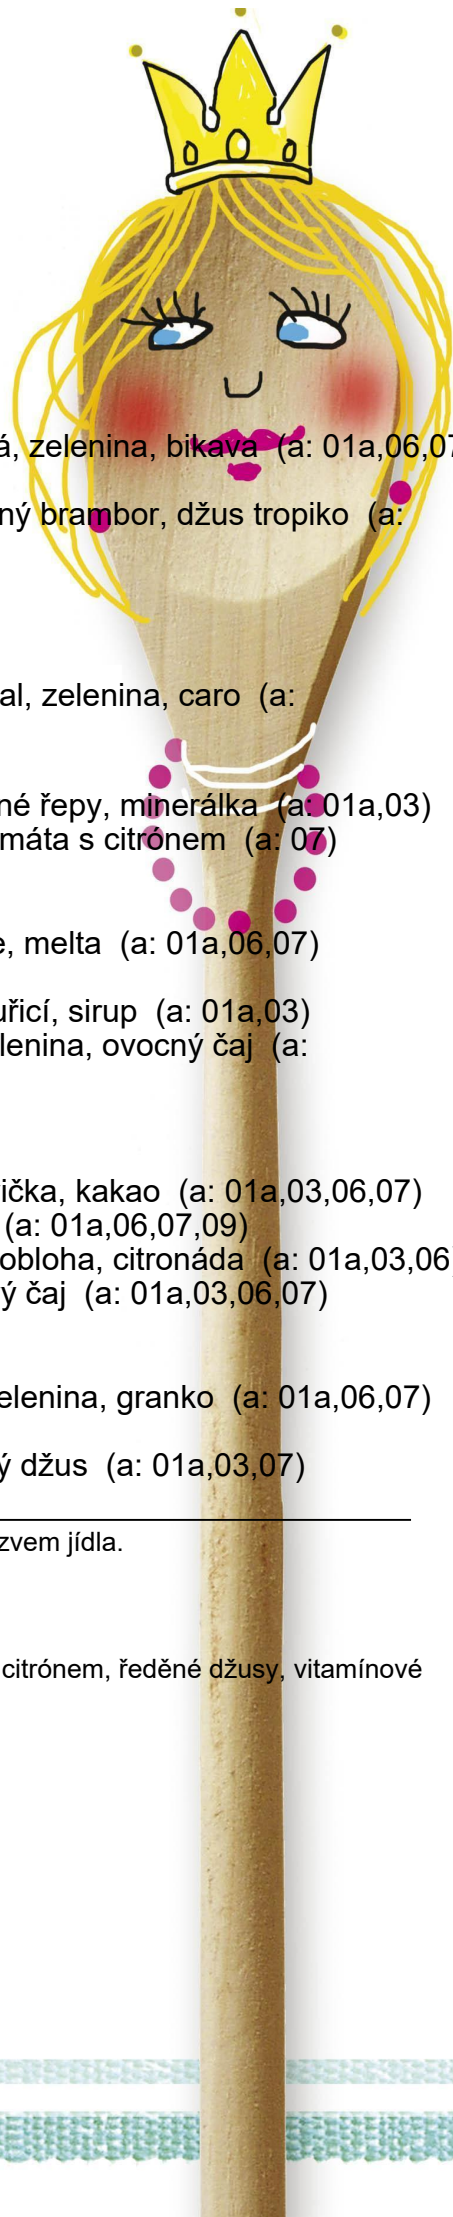 á, zelenina, bikava (a: 01a,06,07
ný brambor, džus tropiko (a:
al, zelenina, caro (a:
né řepy, minerálka (a: 01a,03)
máta s citrónem (a: 07)
e, melta (a: 01a,06,07)
uřicí, sirup (a: 01a,03)
lenina, ovocný čaj (a:
ička, kakao (a: 01a,03,06,07)
(a: 01a,06,07,09)
obloha, citronáda (a: 01a,03,06
ý čaj (a: 01a,03,06,07)
elenina, granko (a: 01a,06,07)
ý džus (a: 01a,03,07)
zvem jídla.
citrónem, ředěné džusy, vitamínové